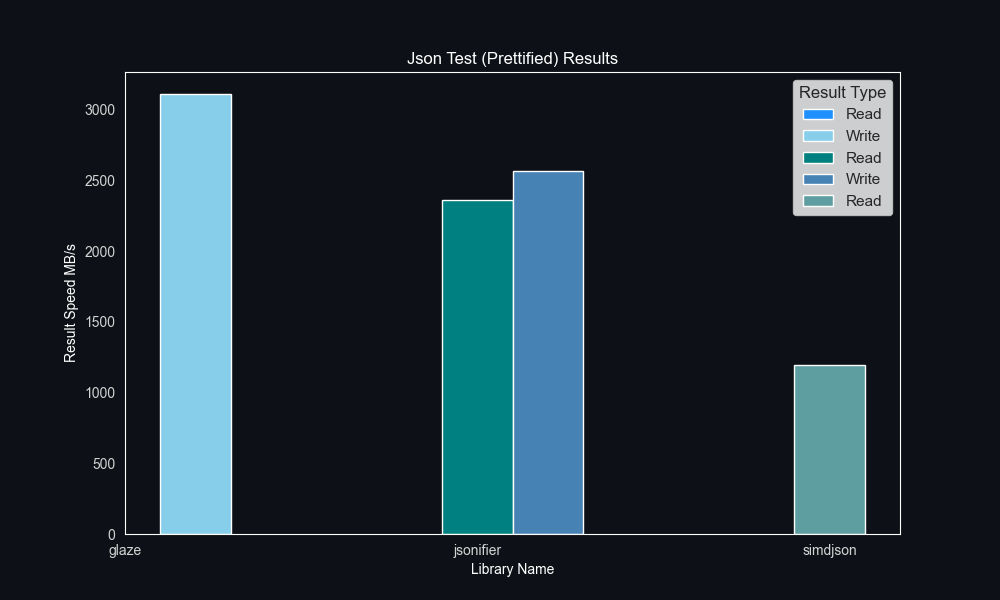 Json Test (Prettified) Results
Result Type
Read
Write
Read
Write
Read
3000
2500
2000
1500
1000
500
0
Result Speed MB/s
glaze jsonifier simdjson
Library Name